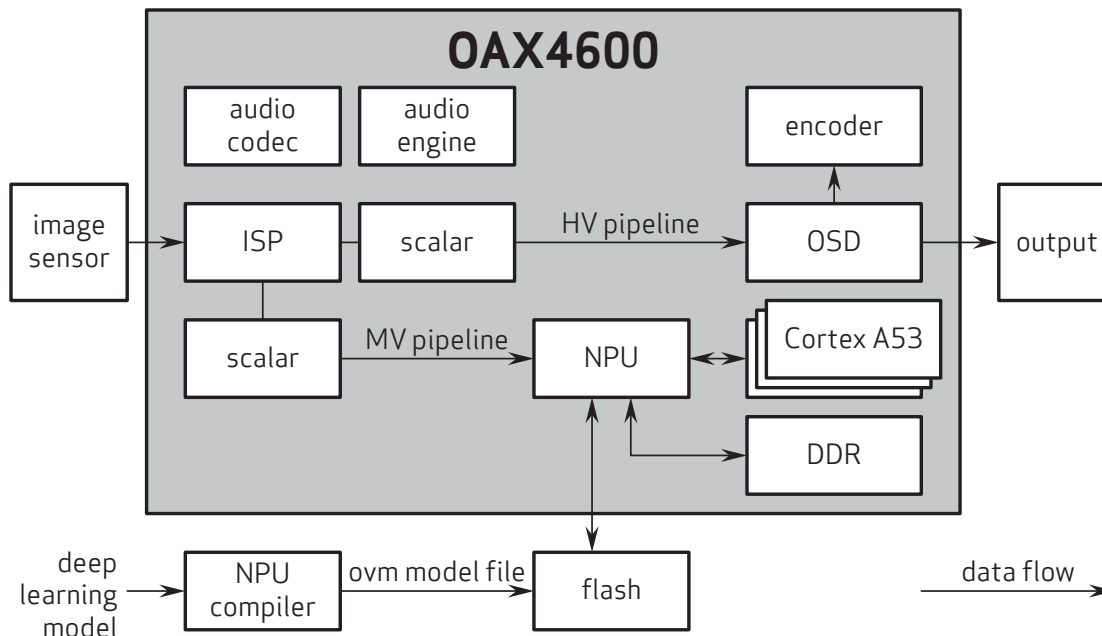 OAX4600
audio
codec
audio
engine
encoder
image
sensor
ISP
scalar
HV pipeline
OSD
output
scalar
MV pipeline
NPU
Cortex A53
DDR
deep
learning
model
NPU
compiler
ovm model file
flash
data flow